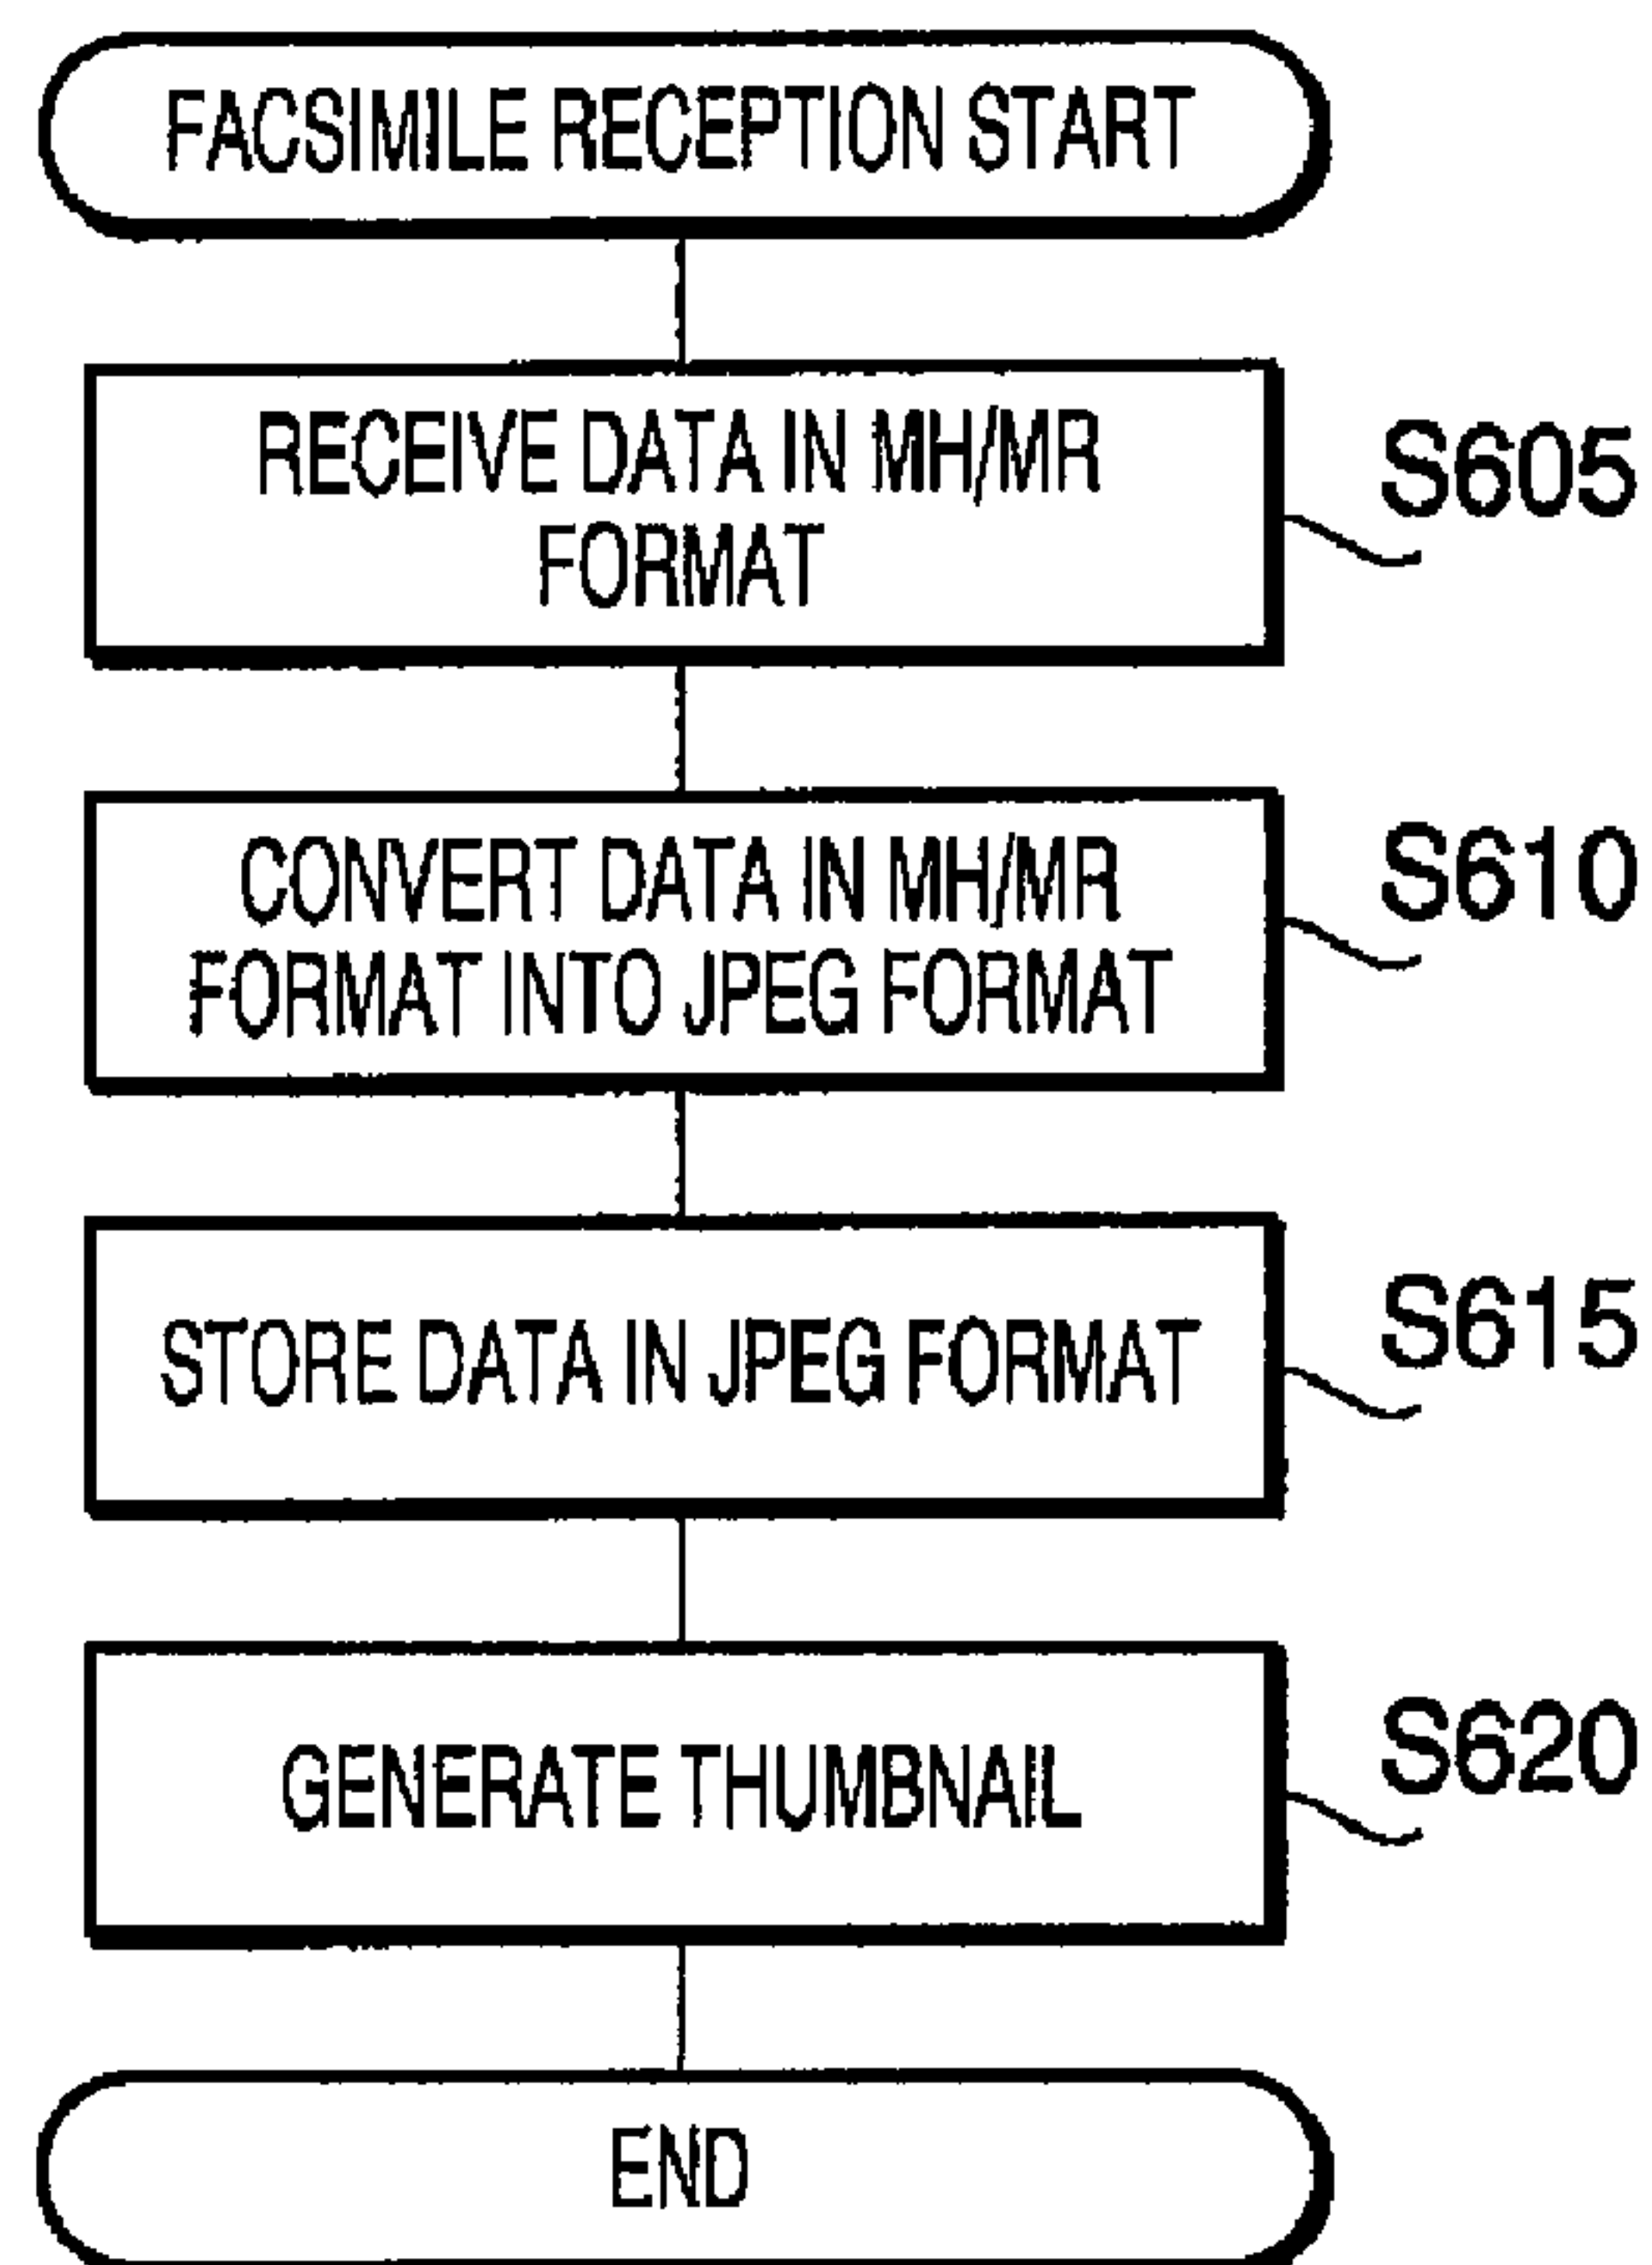 FACSIMILE RECEPTION START
RECEIVE DATA IN MH/MR
FORMAT
S605
CONVERT DATA IN MH/MR
FORMAT INTO JPEG FORMAT
S610
STORE DATA IN JPEG FORMAT
S615
GENERATE THUMBNAIL
S620
END